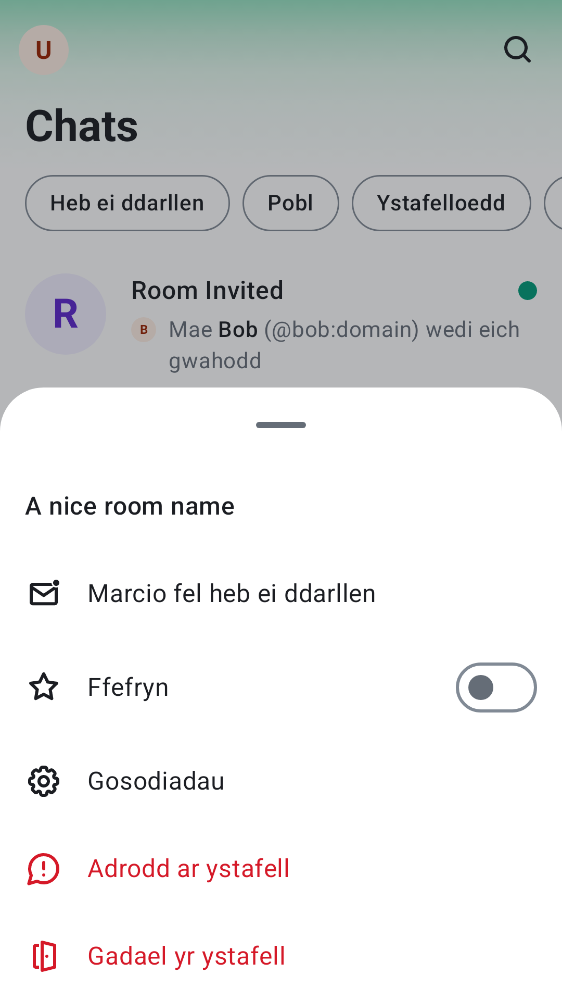 U
Chats
Heb ei ddarllen
Pobl
Ystafelloedd
R
Room Invited
B
Mae Bob (@bob:domain) wedi eich
gwahodd
A nice room name
Marcio fel heb ei ddarllen
Ffefryn
Gosodiadau
Adrodd ar ystafell
Gadael yr ystafell